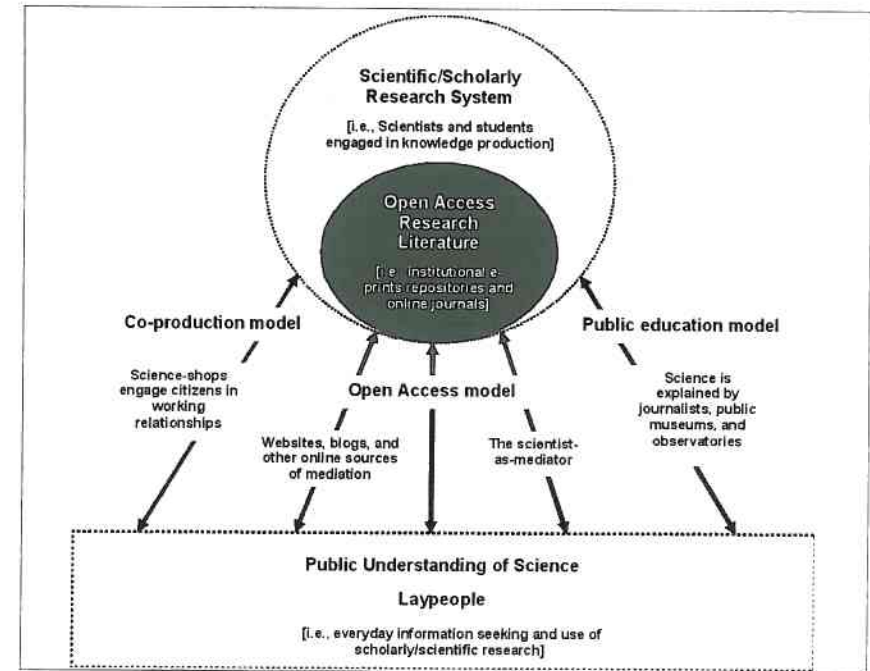 Scientific/Scholarly
Research System
[i.e., Scientists and students
engaged in knowledge production]
Open Access
Research
Literature
[i.e. institutional e-
prints repositories and
online journals]
Co-production model
Public education model
Science-shops
engage citizens in
working
relationships
Open Access model
Science is
explained by
journalists, public
museums, and
observatories
Websites, blogs, and
other online sources
of mediation
The scientist-
as-mediator
Public Understanding of Science
Laypeople
[i.e., everyday information seeking and use of
scholarly/scientific research]